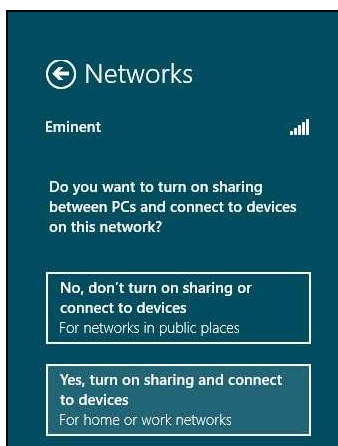 Networks
Eminent
Do you want to turn on sharing
between PCs and connect to devices
on this network?
No, don't turn on sharing or
connect to devices
For networks in public places
Yes, turn on sharing and connect
to devices
For home or work networks